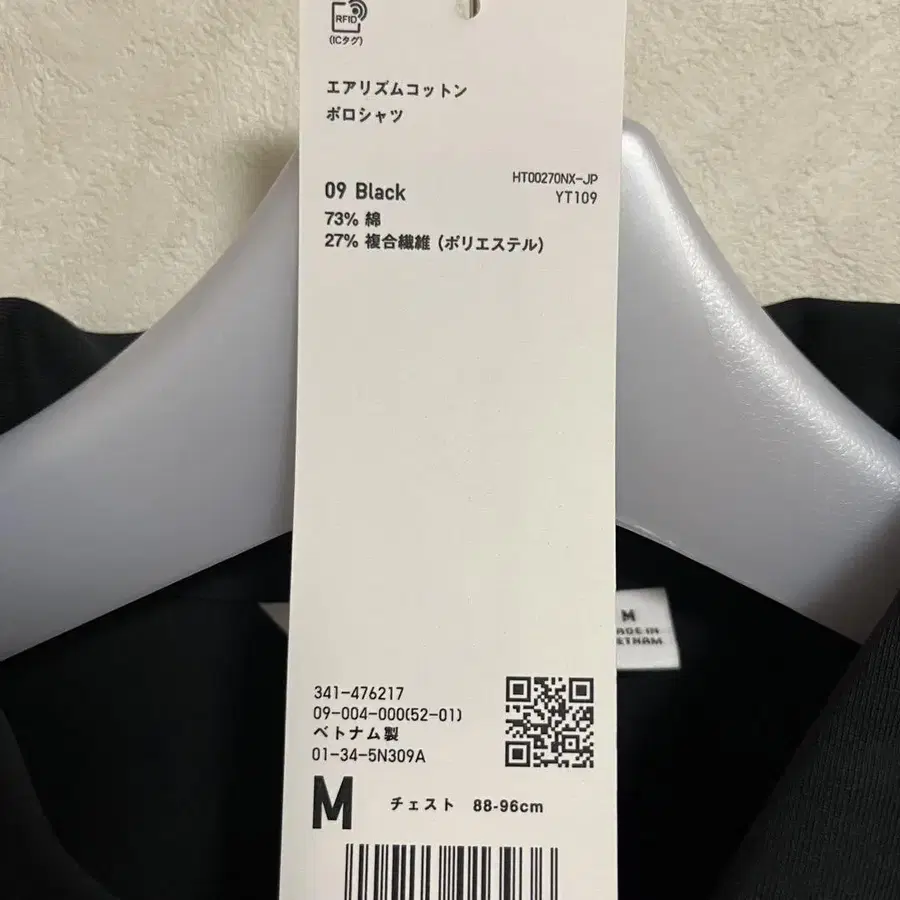 RFID
(ICタグ)
エアリズムコットン
ポロシャツ
HT00270NX-JP
09 Black
YT109
73% 綿
27% 複合繊維 (ポリエステル)
M
341-476217
09-004-000(52-01)
ベトナム製
01-34-5N309A
M チェスト 88-96cm